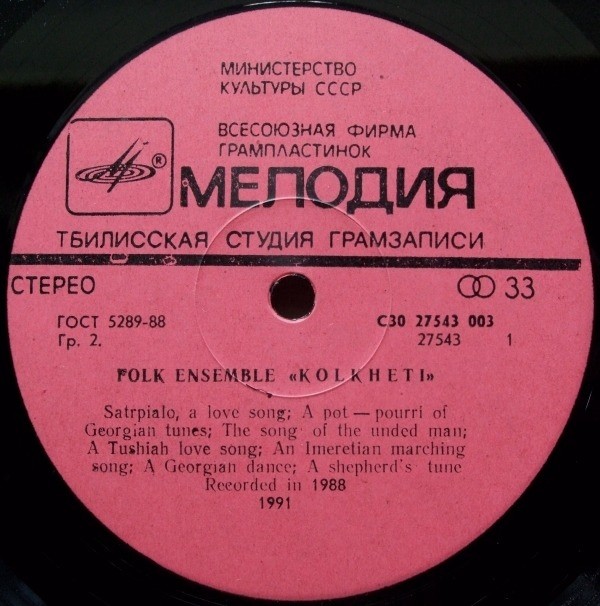 МИНИСТЕРСТВО
КУЛЬТУРЫ СССР
ВСЕСОЮЗНАЯ ФИРМА
ГРАМПЛАСТИНОК
®
МЕЛОДИЯ
ТБИЛИССКАЯ СТУДИЯ ГРАМЗАПИСИ
СТЕРЕО 33
ГОСТ 5289-88 С30 27543 003
Гр. 2. 27543 1
FOLK ENSEMBLE «KOLKHETI»
Satrpialo, a love song; A pot — pourri of
Georgian tunes; The song of the unded man;
A Tushiah love song; An Imeretian marching
song; A Georgian dance; A shepherd's tune
Recorded in 1988
1991